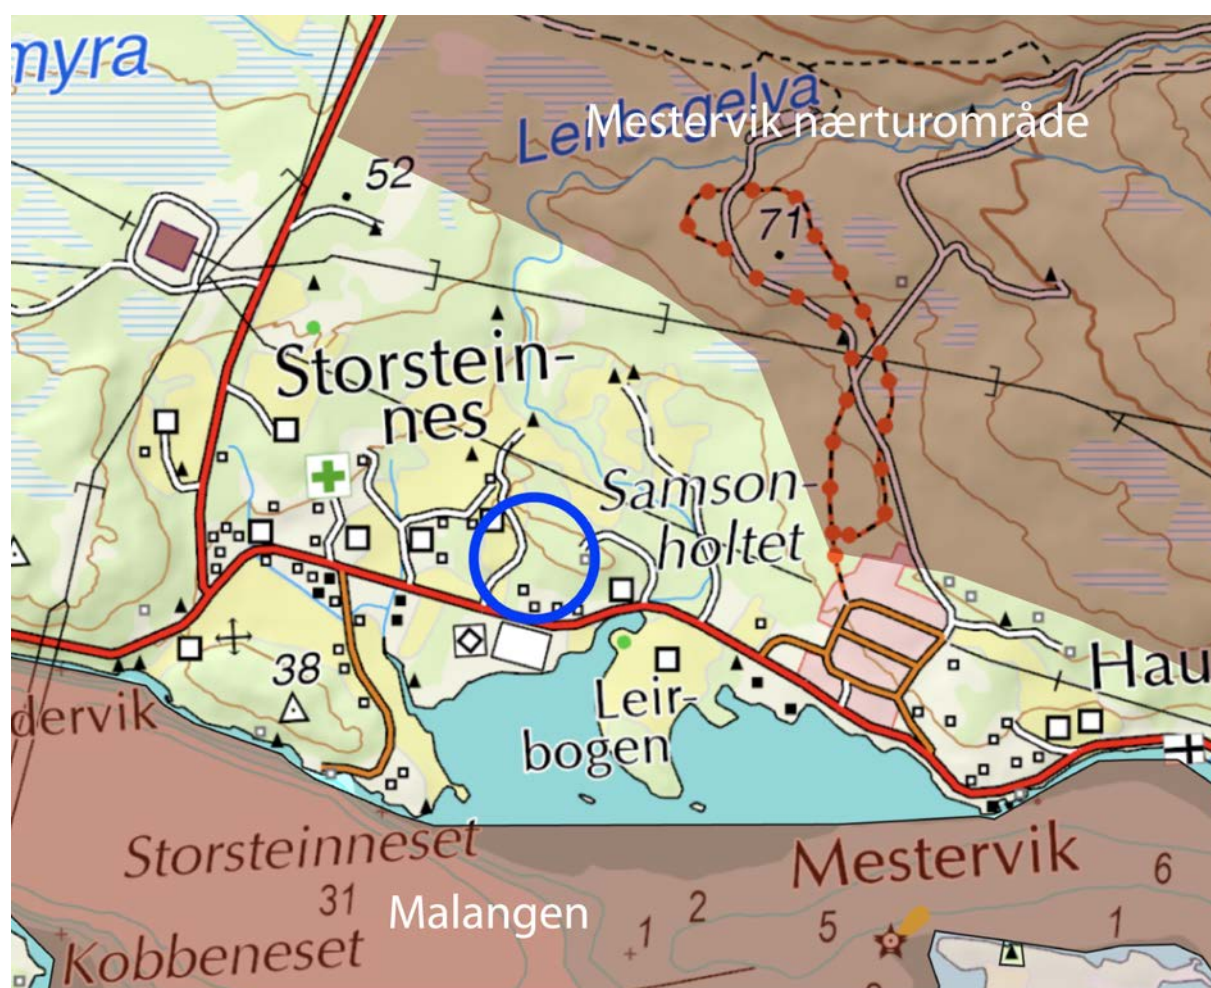 myra
Leirbogelva
Mestervik nærturområde
52
71
Storstein-
nes
Samson-
holtet
38
Hau
dervik
Leir-
bogen
Storsteinneset
Mestervik
31
Malangen
2
1
5
6
1
Kobbeneset